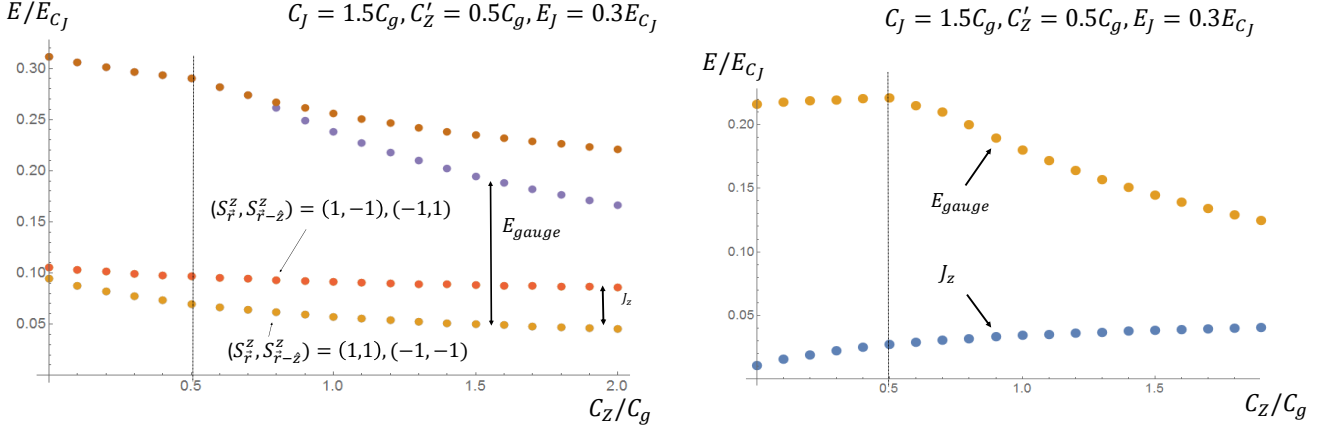 E/E_{C_J}
C_J = 1.5C_g, C_Z' = 0.5C_g, E_J = 0.3E_{C_J}
0.30
0.25
0.20
0.10
0.05
(S^z_{\vec{r}}, S^z_{\vec{r}-\hat{z}}) = (1, −1), (−1,1)
E_{gauge}
J_z
(S^z_{\vec{r}}, S^z_{\vec{r}-\hat{z}}) = (1,1), (−1, −1)
0.5
1.0
1.5
2.0
C_Z/C_g
C_J = 1.5C_g, C_Z' = 0.5C_g, E_J = 0.3E_{C_J}
E/E_{C_J}
0.20
0.15
0.10
0.05
E_{gauge}
J_z
0.5
1.0
1.5
C_Z/C_g